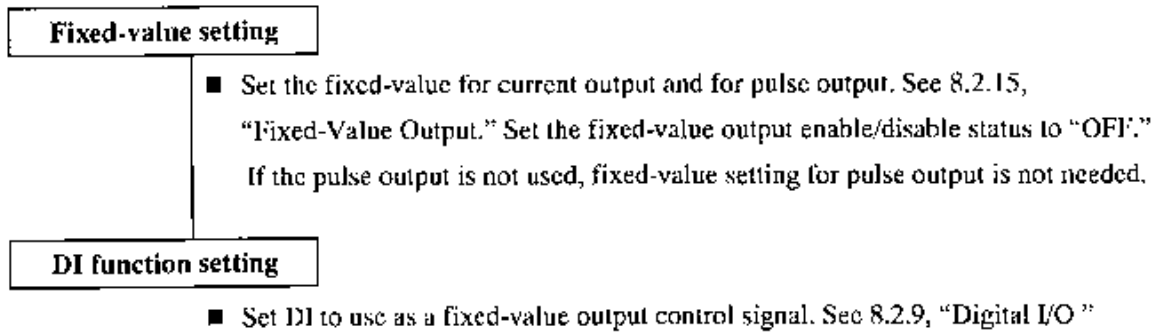 Fixed-value setting
■ Set the fixed-value for current output and for pulse output. See 8.2.15,
"Fixed-Value Output." Set the fixed-value output enable/disable status to "OFF."
If the pulse output is not used, fixed-value setting for pulse output is not needed.
DI function setting
■ Set DI to use as a fixed-value output control signal. See 8.2.9, "Digital I/O"